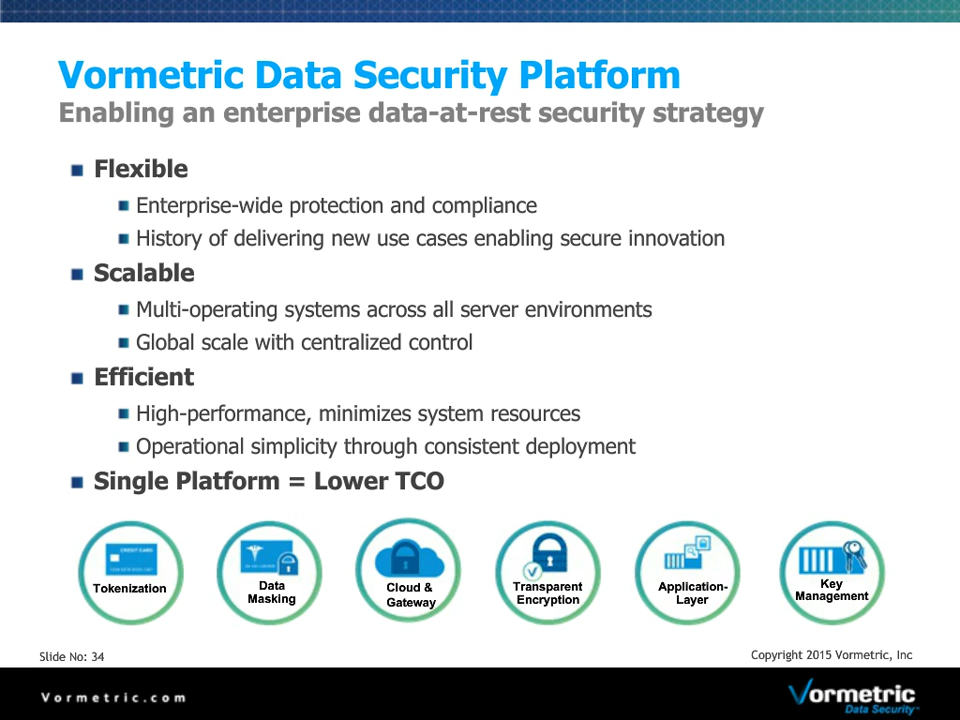 Vormetric Data Security Platform
Enabling an enterprise data-at-rest security strategy
Flexible
Enterprise-wide protection and compliance
History of delivering new use cases enabling secure innovation
Scalable
Multi-operating systems across all server environments
Global scale with centralized control
Efficient
High-performance, minimizes system resources
Operational simplicity through consistent deployment
Single Platform = Lower TCO
CREDIT CARD
Tokenization
Data
Masking
Cloud &
Gateway
Transparent
Encryption
Application-
Layer
Key
Management
Slide No: 34
Copyright 2015 Vormetric, Inc
Vormetric.com
Vormetric
Data Security